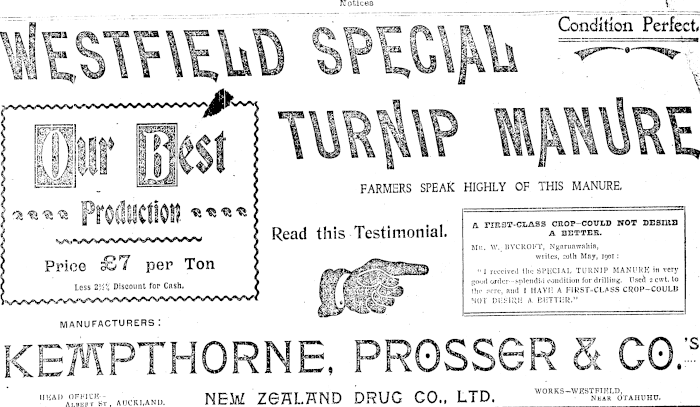 Notices
WESTFIELD SPECIAL
Condition Perfect.
TURNIP MANURE
Our Best
Production
Price £7 per Ton
Less 2½% Discount for Cash.
FARMERS SPEAK HIGHLY OF THIS MANURE.
Read this Testimonial.
A FIRST-CLASS CROP—COULD NOT DESIRE
A BETTER.
MR. W. BYCROFT, Ngaruawahia,
writes, 20th May, 1901:
"I received the SPECIAL TURNIP MANURE in very
good order—splendid condition for drilling. Used 2 cwt. to
the acre, and I HAVE A FIRST-CLASS CROP—COULD
NOT DESIRE A BETTER."
MANUFACTURERS:
KEMPTHORNE, PROSSER & CO.'S
NEW ZEALAND DRUG CO., LTD.
HEAD OFFICE—
ALBERT ST., AUCKLAND.
WORKS—WESTFIELD,
NEAR OTAHUHU.